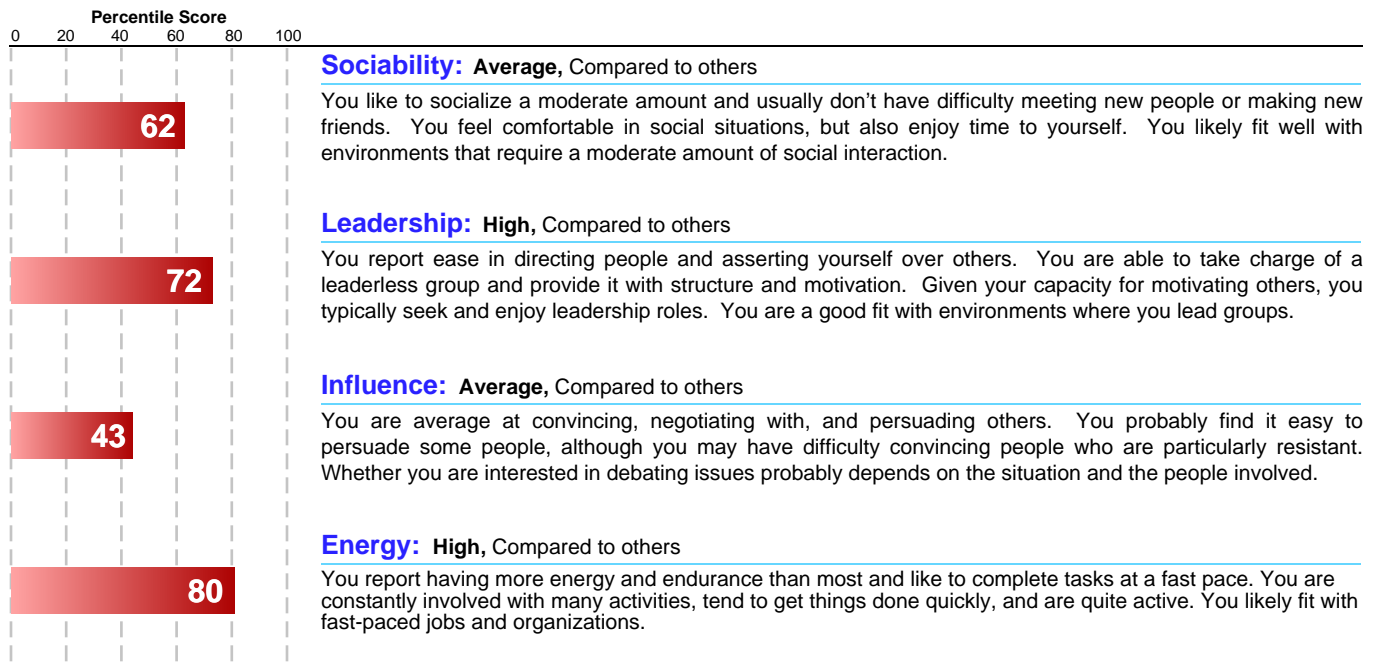 Percentile Score
0 20 40 60 80 100
Sociability: Average, Compared to others
You like to socialize a moderate amount and usually don’t have difficulty meeting new people or making new
62
friends. You feel comfortable in social situations, but also enjoy time to yourself. You likely fit well with
environments that require a moderate amount of social interaction.
Leadership: High, Compared to others
You report ease in directing people and asserting yourself over others. You are able to take charge of a
72
leaderless group and provide it with structure and motivation. Given your capacity for motivating others, you
typically seek and enjoy leadership roles. You are a good fit with environments where you lead groups.
Influence: Average, Compared to others
You are average at convincing, negotiating with, and persuading others. You probably find it easy to
43
persuade some people, although you may have difficulty convincing people who are particularly resistant.
Whether you are interested in debating issues probably depends on the situation and the people involved.
Energy: High, Compared to others
You report having more energy and endurance than most and like to complete tasks at a fast pace. You are
80
constantly involved with many activities, tend to get things done quickly, and are quite active. You likely fit with
fast-paced jobs and organizations.